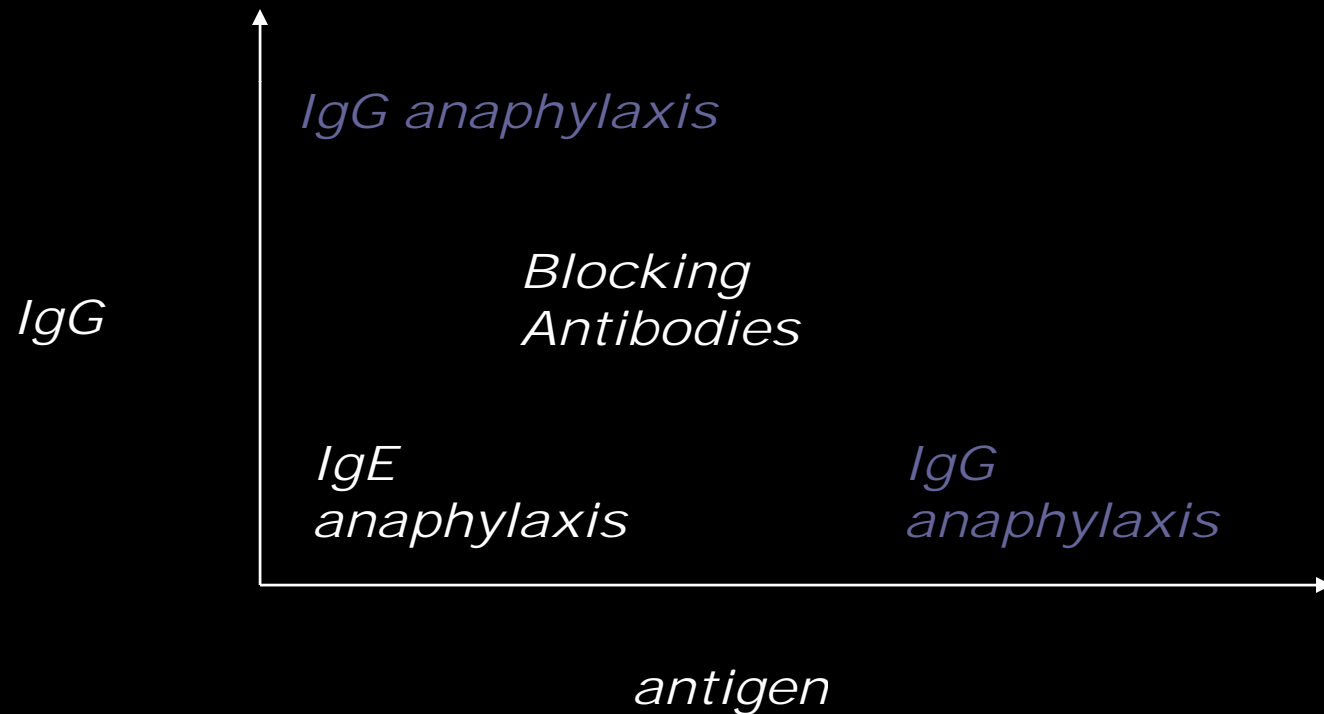 IgG anaphylaxis
Blocking
Antibodies
IgG
IgE
anaphylaxis
IgG
anaphylaxis
antigen